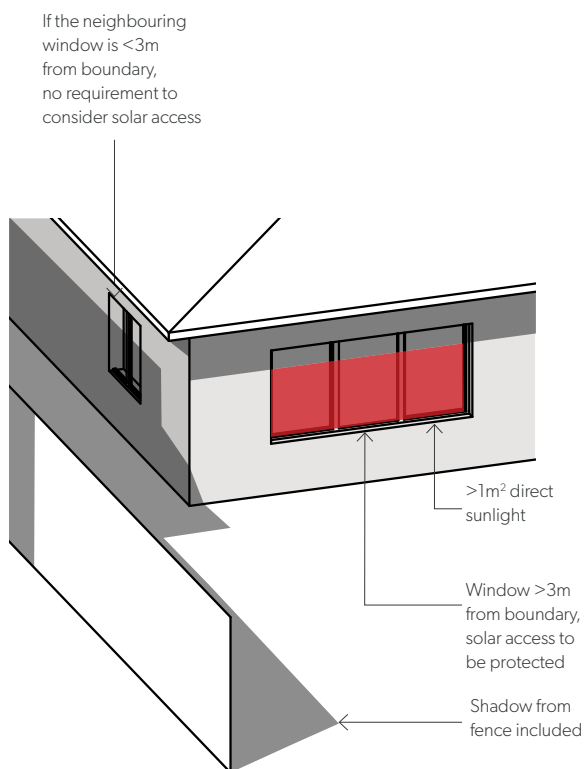 If the neighbouring
window is <3m
from boundary,
no requirement to
consider solar access
>1m² direct
sunlight
Window >3m
from boundary,
solar access to
be protected
Shadow from
fence included